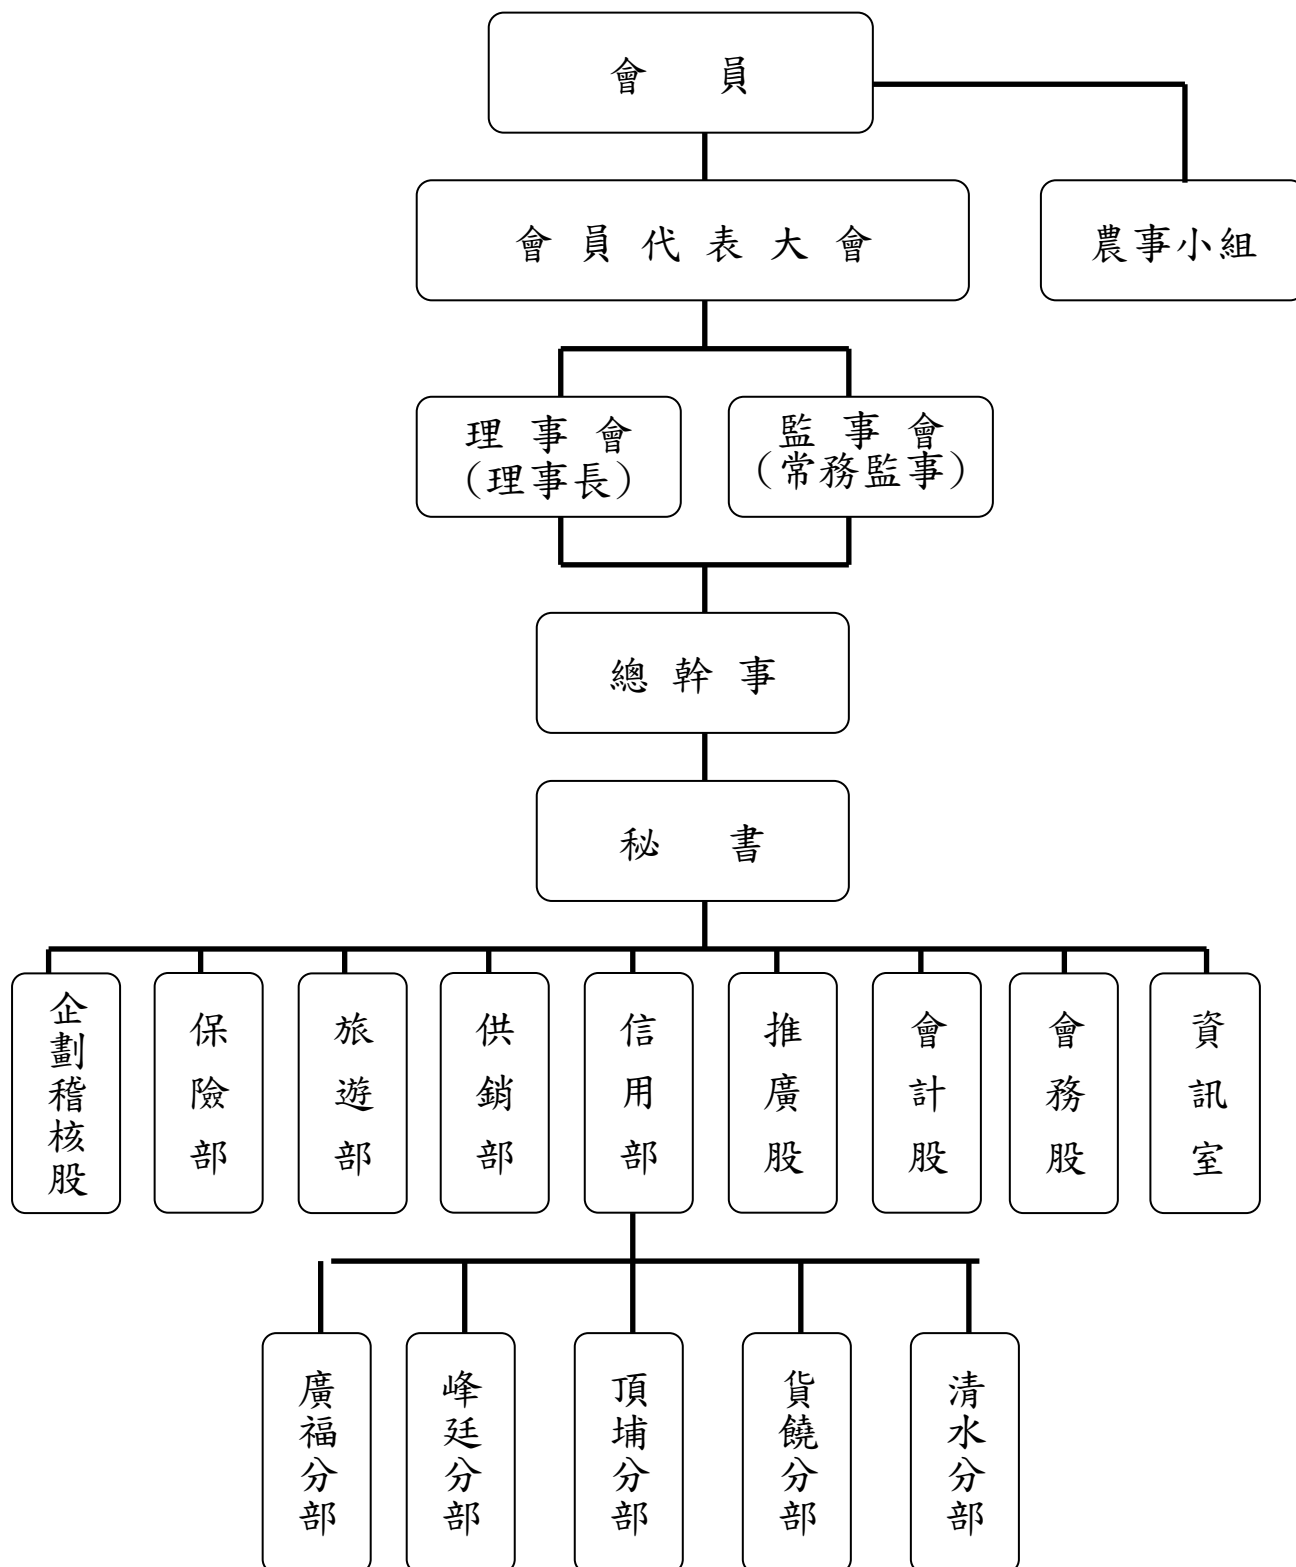 會 員
會 員 代 表 大 會
農事小組
理 事 會
（理事長）
監 事 會
（常務監事）
總 幹 事
秘 書
企劃稽核股
保險部
旅遊部
供銷部
信用部
推廣股
會計股
會務股
資訊室
廣福分部
峰廷分部
頂埔分部
貨饒分部
清水分部